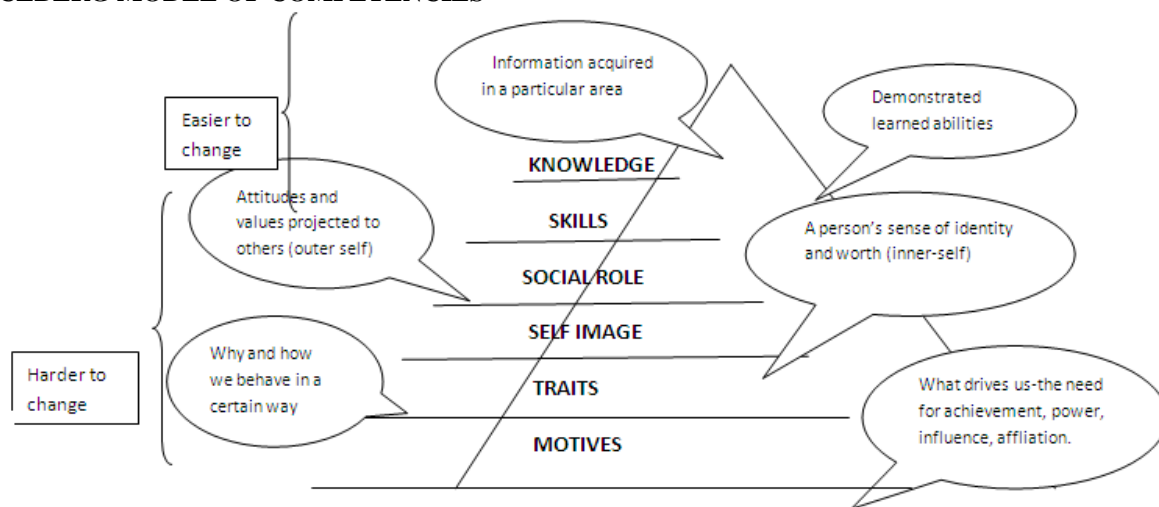 Information acquired
in a particular area
Demonstrated
learned abilities
Easier to
change
KNOWLEDGE
Attitudes and
values projected to
others (outer self)
SKILLS
A person's sense of identity
and worth (inner-self)
SOCIAL ROLE
SELF IMAGE
Why and how
we behave in a
certain way
Harder to
change
TRAITS
What drives us-the need
for achievement, power,
influence, affliation.
MOTIVES